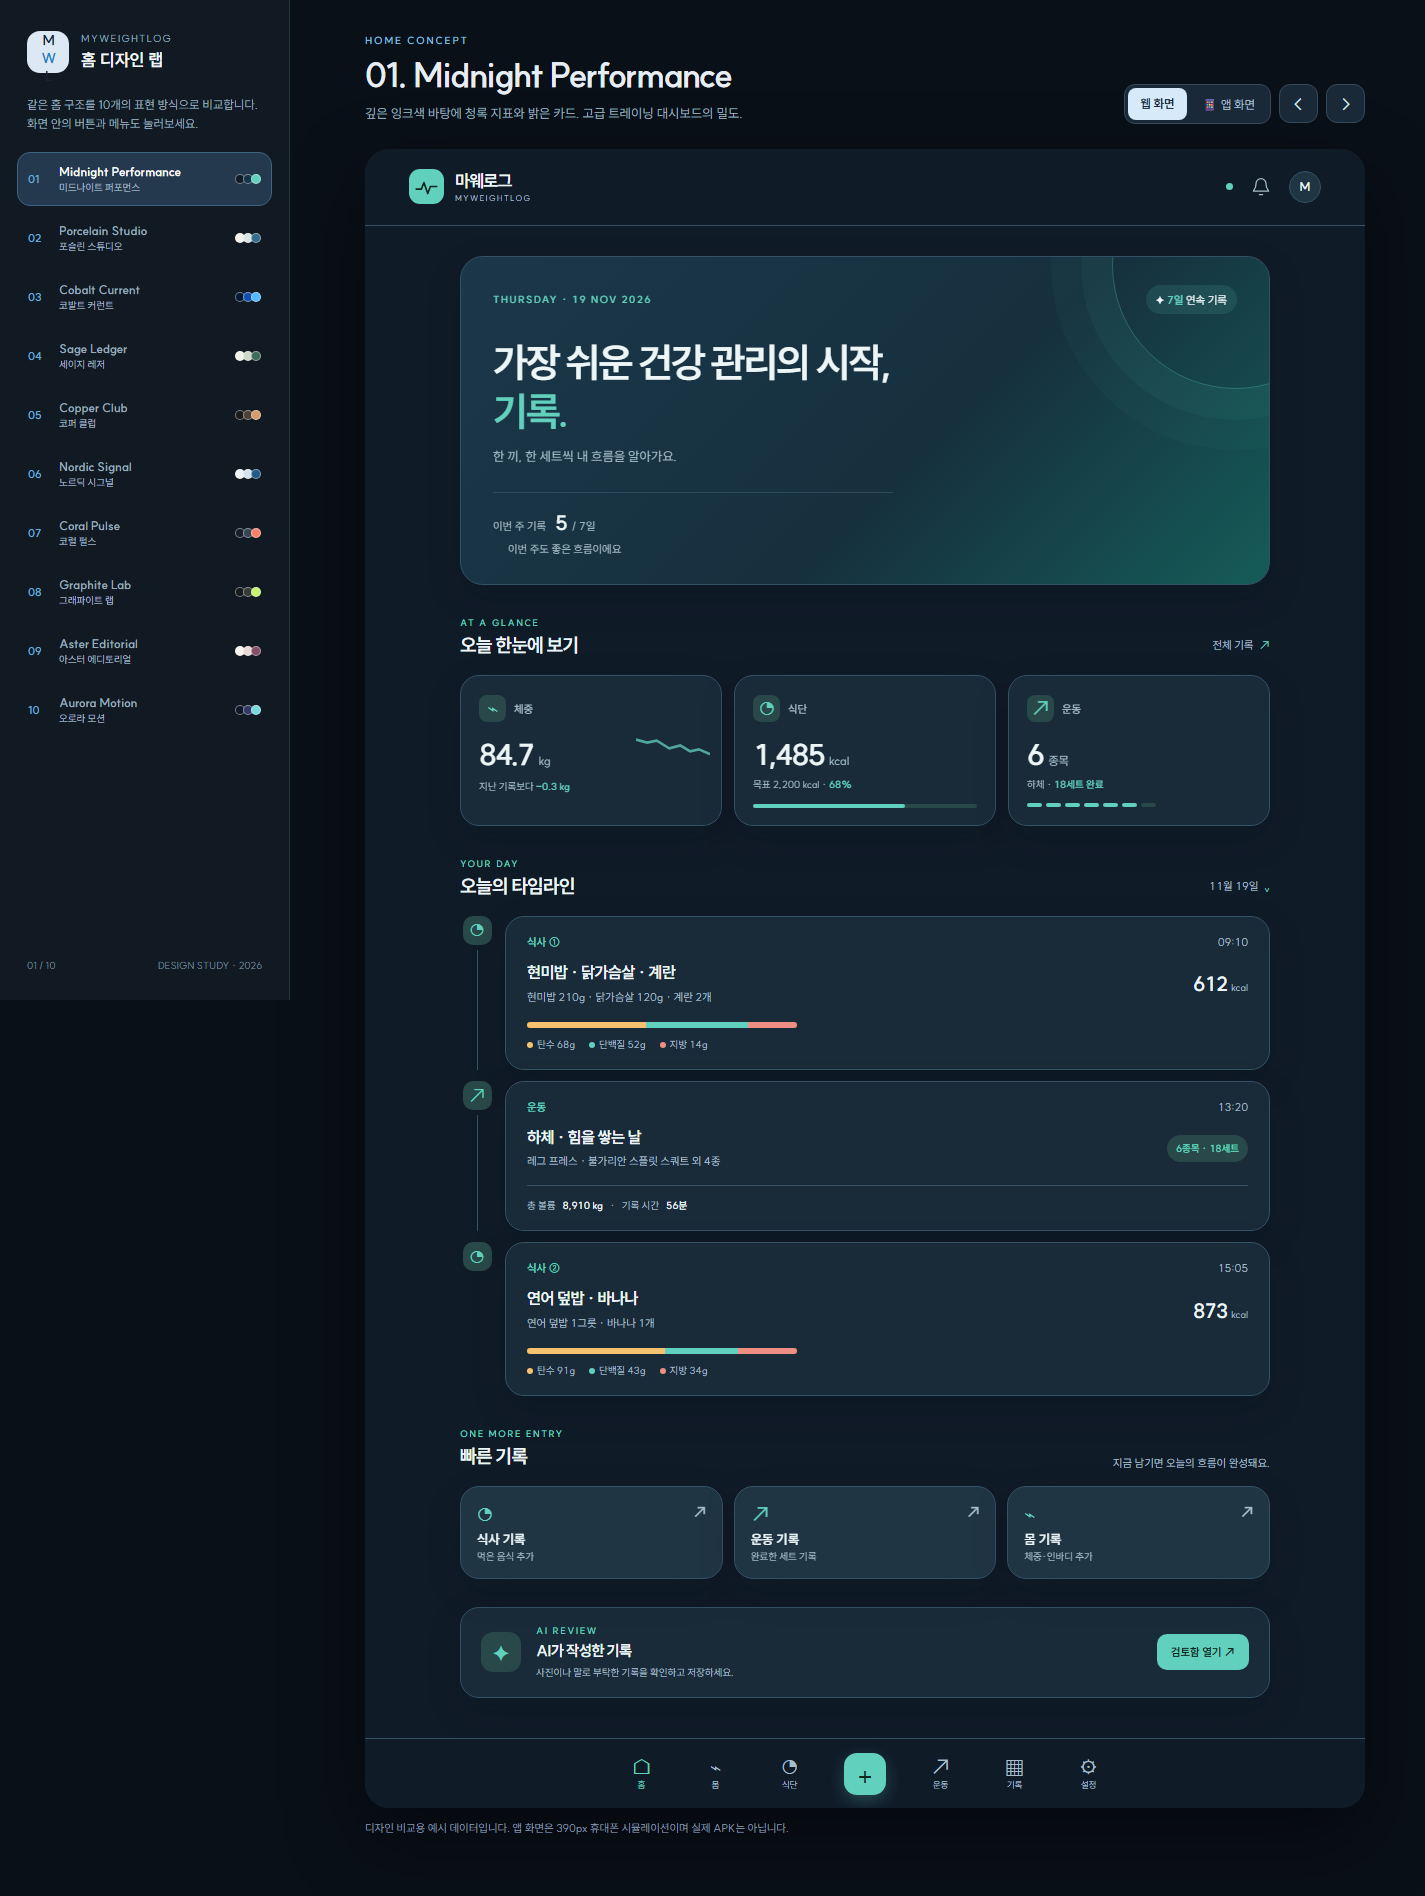 M
W
L
MYWEIGHTLOG
홈 디자인 랩
같은 홈 구조를 10개의 표현 방식으로 비교합니다.
화면 안의 버튼과 메뉴도 눌러보세요.
01 Midnight Performance
미드나이트 퍼포먼스
02 Porcelain Studio
포슬린 스튜디오
03 Cobalt Current
코발트 커런트
04 Sage Ledger
세이지 레저
05 Copper Club
코퍼 클럽
06 Nordic Signal
노르딕 시그널
07 Coral Pulse
코럴 펄스
08 Graphite Lab
그래파이트 랩
09 Aster Editorial
아스터 에디토리얼
10 Aurora Motion
오로라 모션
01 / 10 DESIGN STUDY · 2026
HOME CONCEPT
01. Midnight Performance
깊은 잉크색 바탕에 청록 지표와 밝은 카드. 고급 트레이닝 대시보드의 밀도.
웹 화면 앱 화면
마웨로그
MYWEIGHTLOG
M
THURSDAY · 19 NOV 2026
✦ 7일 연속 기록
가장 쉬운 건강 관리의 시작,
기록.
한 끼, 한 세트씩 내 흐름을 알아가요.
이번 주 기록 5 / 7일
이번 주도 좋은 흐름이에요
AT A GLANCE
오늘 한눈에 보기
전체 기록 ↗
체중
84.7 kg
지난 기록보다 −0.3 kg
식단
1,485 kcal
목표 2,200 kcal · 68%
운동
6 종목
하체 · 18세트 완료
YOUR DAY
오늘의 타임라인
11월 19일
식사 ① 09:10
현미밥 · 닭가슴살 · 계란
현미밥 210g · 닭가슴살 120g · 계란 2개
612 kcal
탄수 68g 단백질 52g 지방 14g
운동 13:20
하체 · 힘을 쌓는 날
레그 프레스 · 불가리안 스플릿 스쿼트 외 4종
6종목 · 18세트
총 볼륨 8,910 kg · 기록 시간 56분
식사 ② 15:05
연어 덮밥 · 바나나
연어 덮밥 1그릇 · 바나나 1개
873 kcal
탄수 91g 단백질 43g 지방 34g
ONE MORE ENTRY
빠른 기록
지금 남기면 오늘의 흐름이 완성돼요.
식사 기록
먹은 음식 추가
운동 기록
완료한 세트 기록
몸 기록
체중·인바디 추가
AI REVIEW
AI가 작성한 기록
사진이나 말로 부탁한 기록을 확인하고 저장하세요.
검토함 열기 ↗
홈 몸 식단 + 운동 기록 설정
디자인 비교용 예시 데이터입니다. 앱 화면은 390px 휴대폰 시뮬레이션이며 실제 APK는 아닙니다.